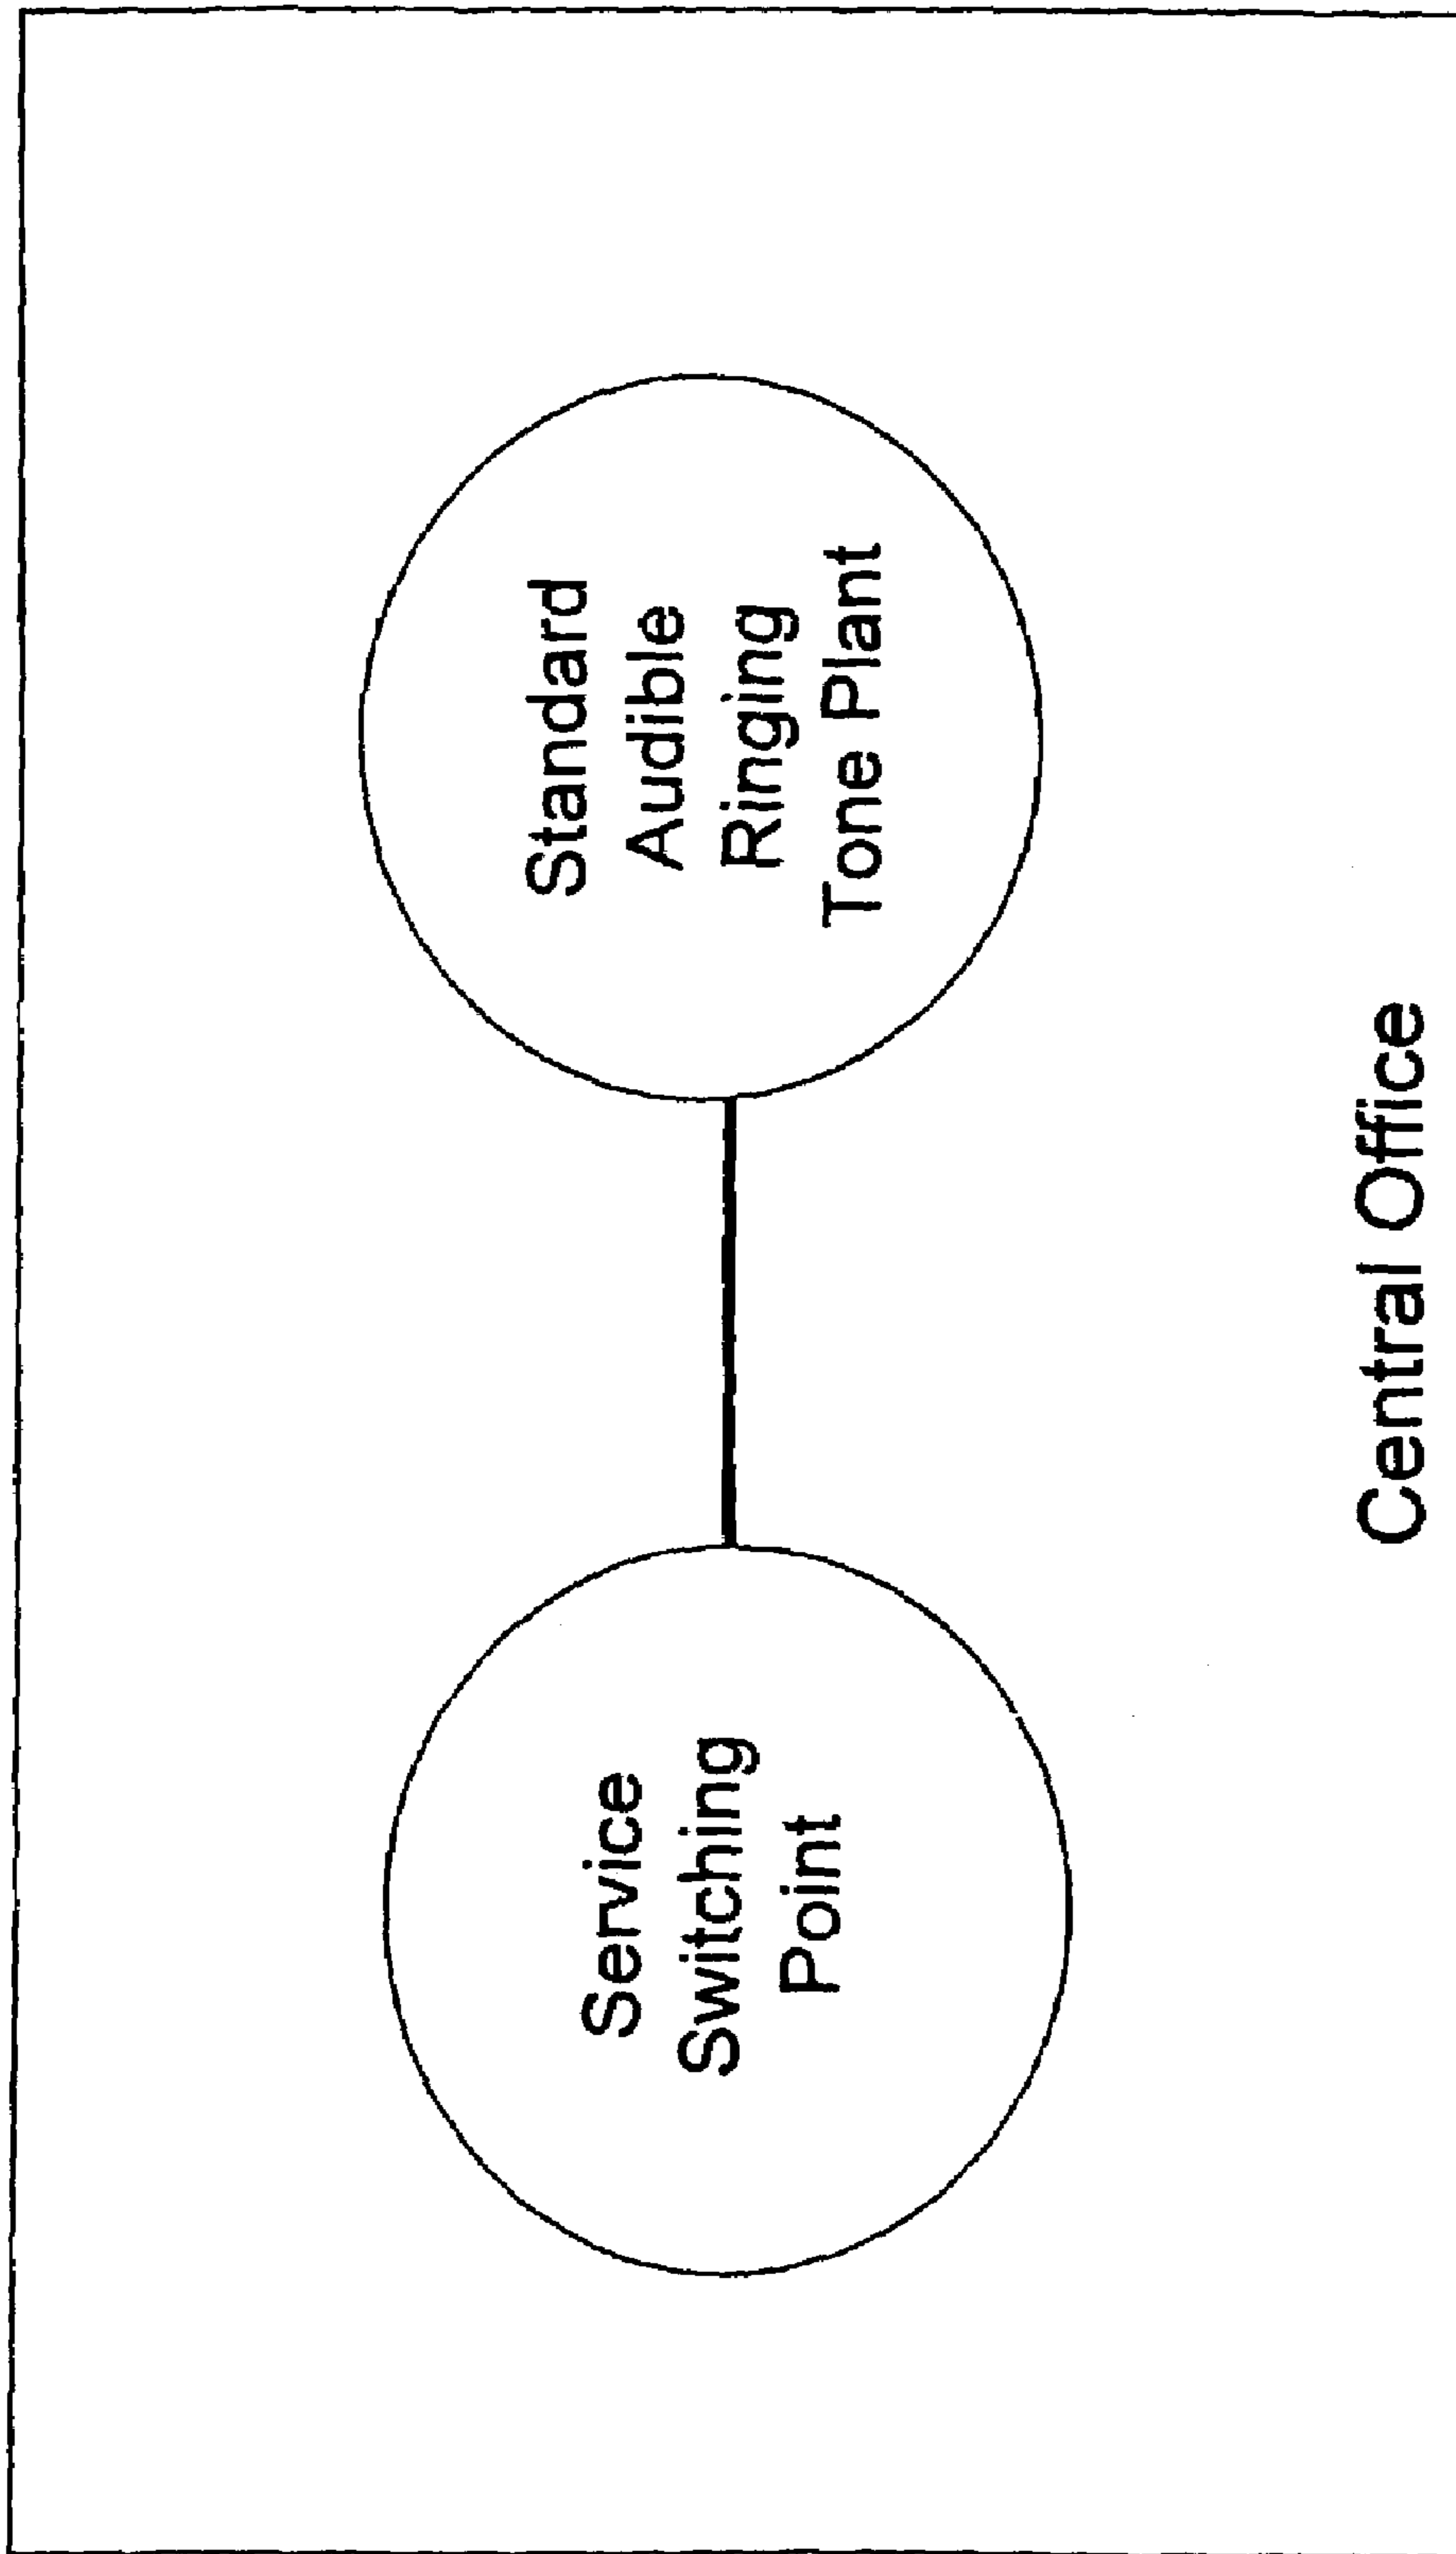 Service
Switching
Point
Standard
Audible
Ringing
Tone Plant
Central Office